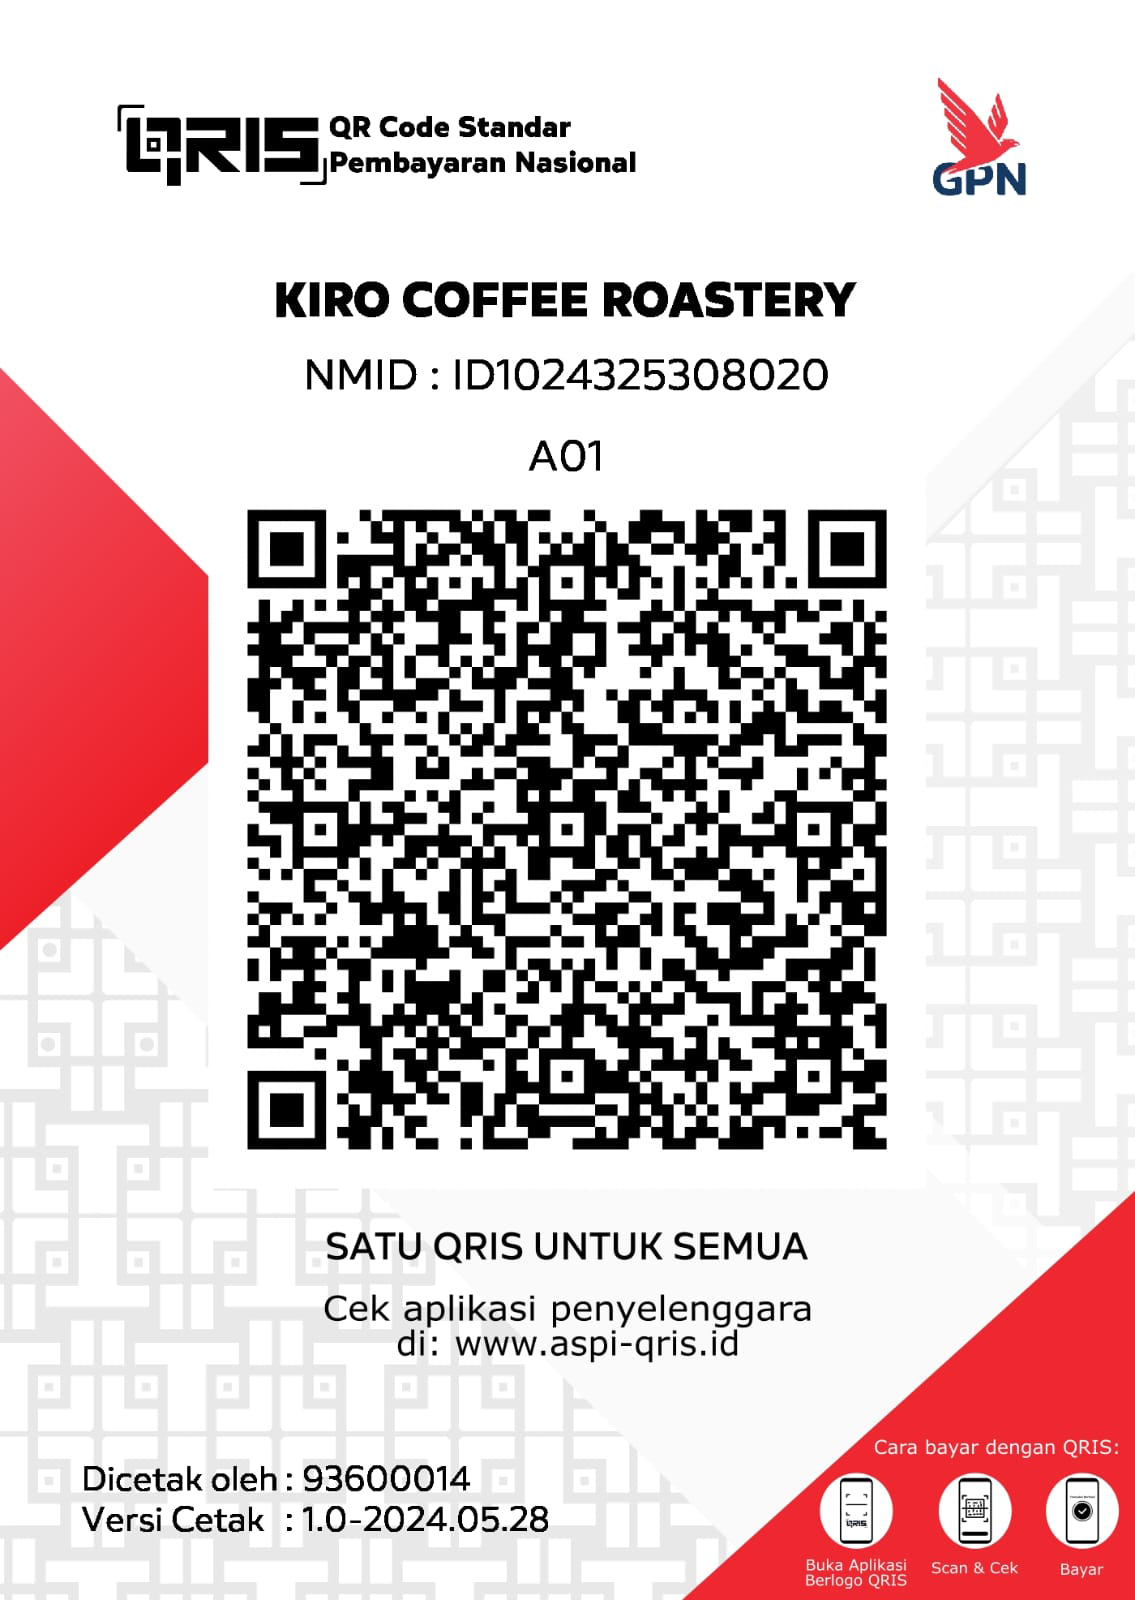 QRIS
QR Code Standar
Pembayaran Nasional
GPN
KIRO COFFEE ROASTERY
NMID : ID1024325308020
A01
SATU QRIS UNTUK SEMUA
Cek aplikasi penyelenggara
di: www.aspi-qris.id
Dicetak oleh : 93600014
Versi Cetak : 1.0-2024.05.28
Cara bayar dengan QRIS:
QRIS
Buka Aplikasi
Berlogo QRIS
Scan & Cek
Bayar